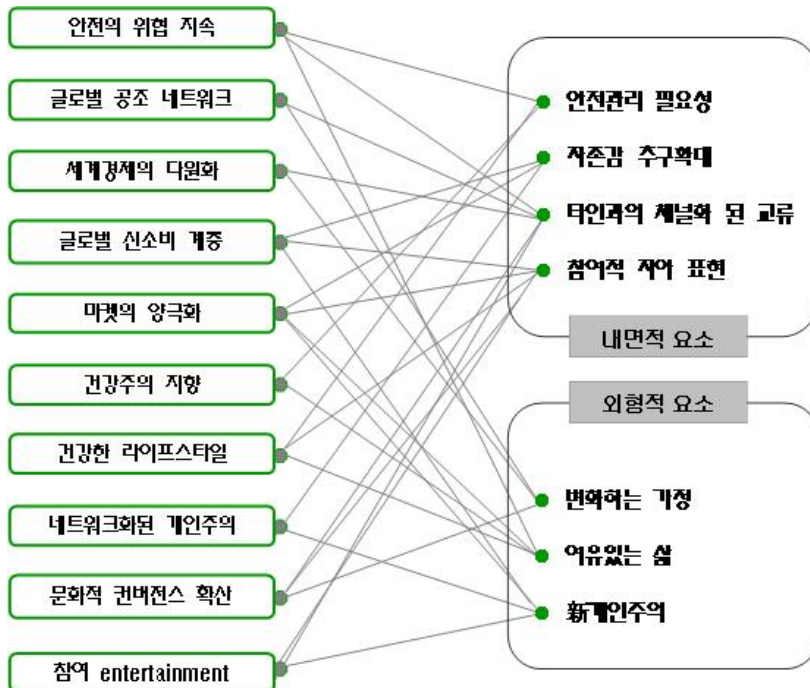 안전의 위협 지속
글로벌 공조 네트워크
세계경제의 다원화
글로벌 신소비 계층
마켓의 양극화
건강주의 지향
건강한 라이프스타일
네트워크화된 개인주의
문화적 컨버전스 확산
참여 entertainment
안전관리 필요성
자존감 추구확대
타인과의 채널화 된 교류
참여적 자아 표현
내면적 요소
외형적 요소
변화하는 가정
여유있는 삶
新개인주의